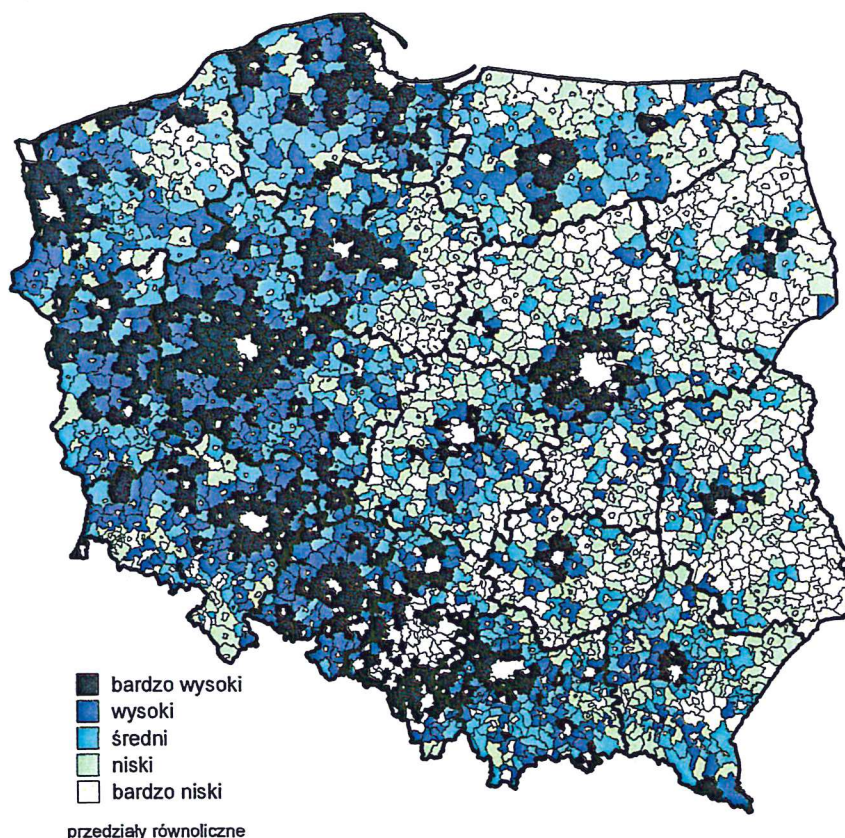 bardzo wysoki
wysoki
średni
niski
bardzo niski
przedziały równoliczne